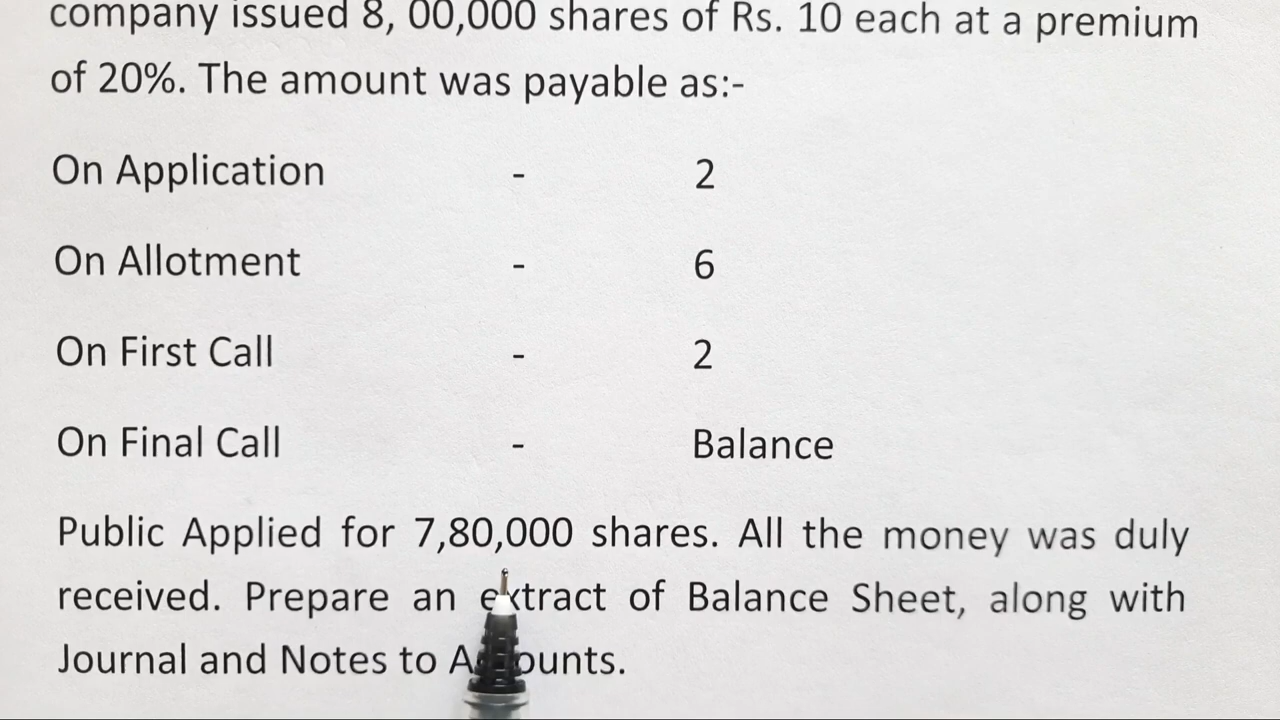 company issued 8, 00,000 shares of Rs. 10 each at a premium
of 20%. The amount was payable as:-
On Application - 2
On Allotment - 6
On First Call - 2
On Final Call - Balance
Public Applied for 7,80,000 shares. All the money was duly
received. Prepare an extract of Balance Sheet, along with
Journal and Notes to Accounts.